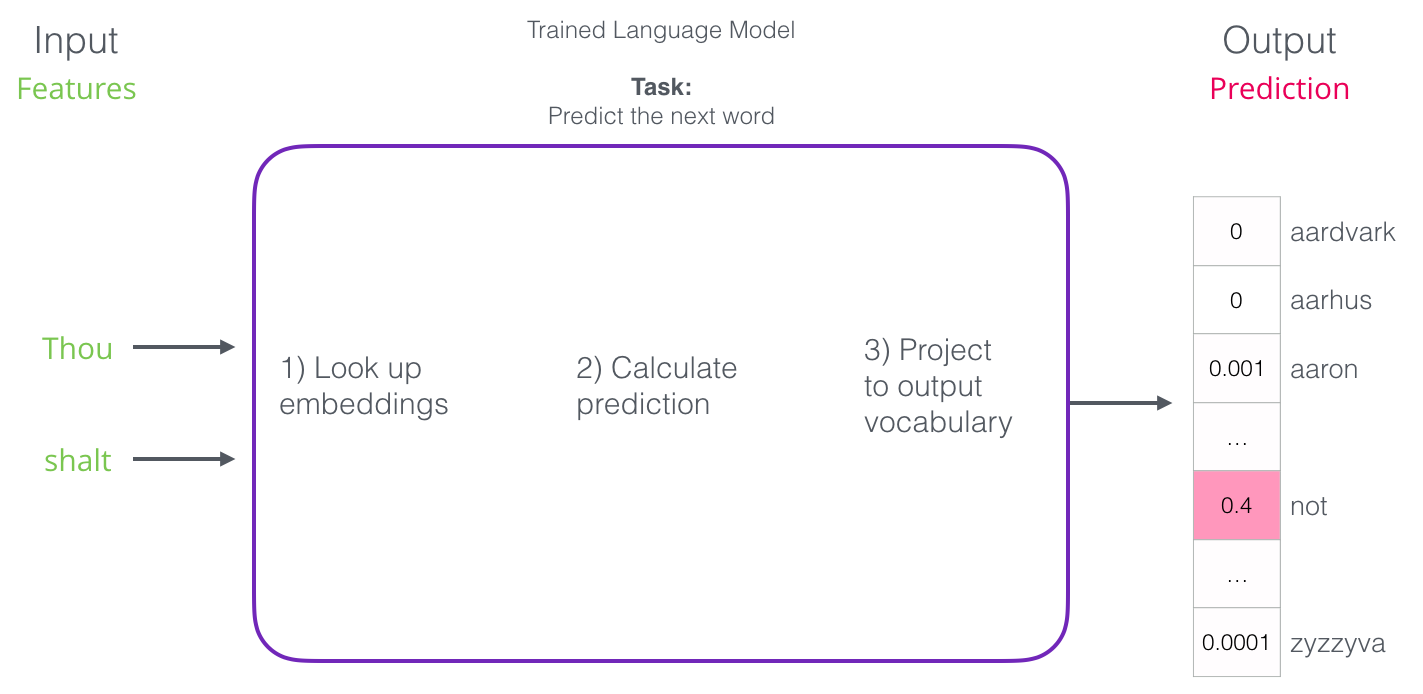 Input
Features
Trained Language Model
Task:
Predict the next word
Output
Prediction
Thou
shalt
1) Look up
embeddings
2) Calculate
prediction
3) Project
to output
vocabulary
0 aardvark
0 aarhus
0.001 aaron
...
0.4 not
...
0.0001 zyzzyva